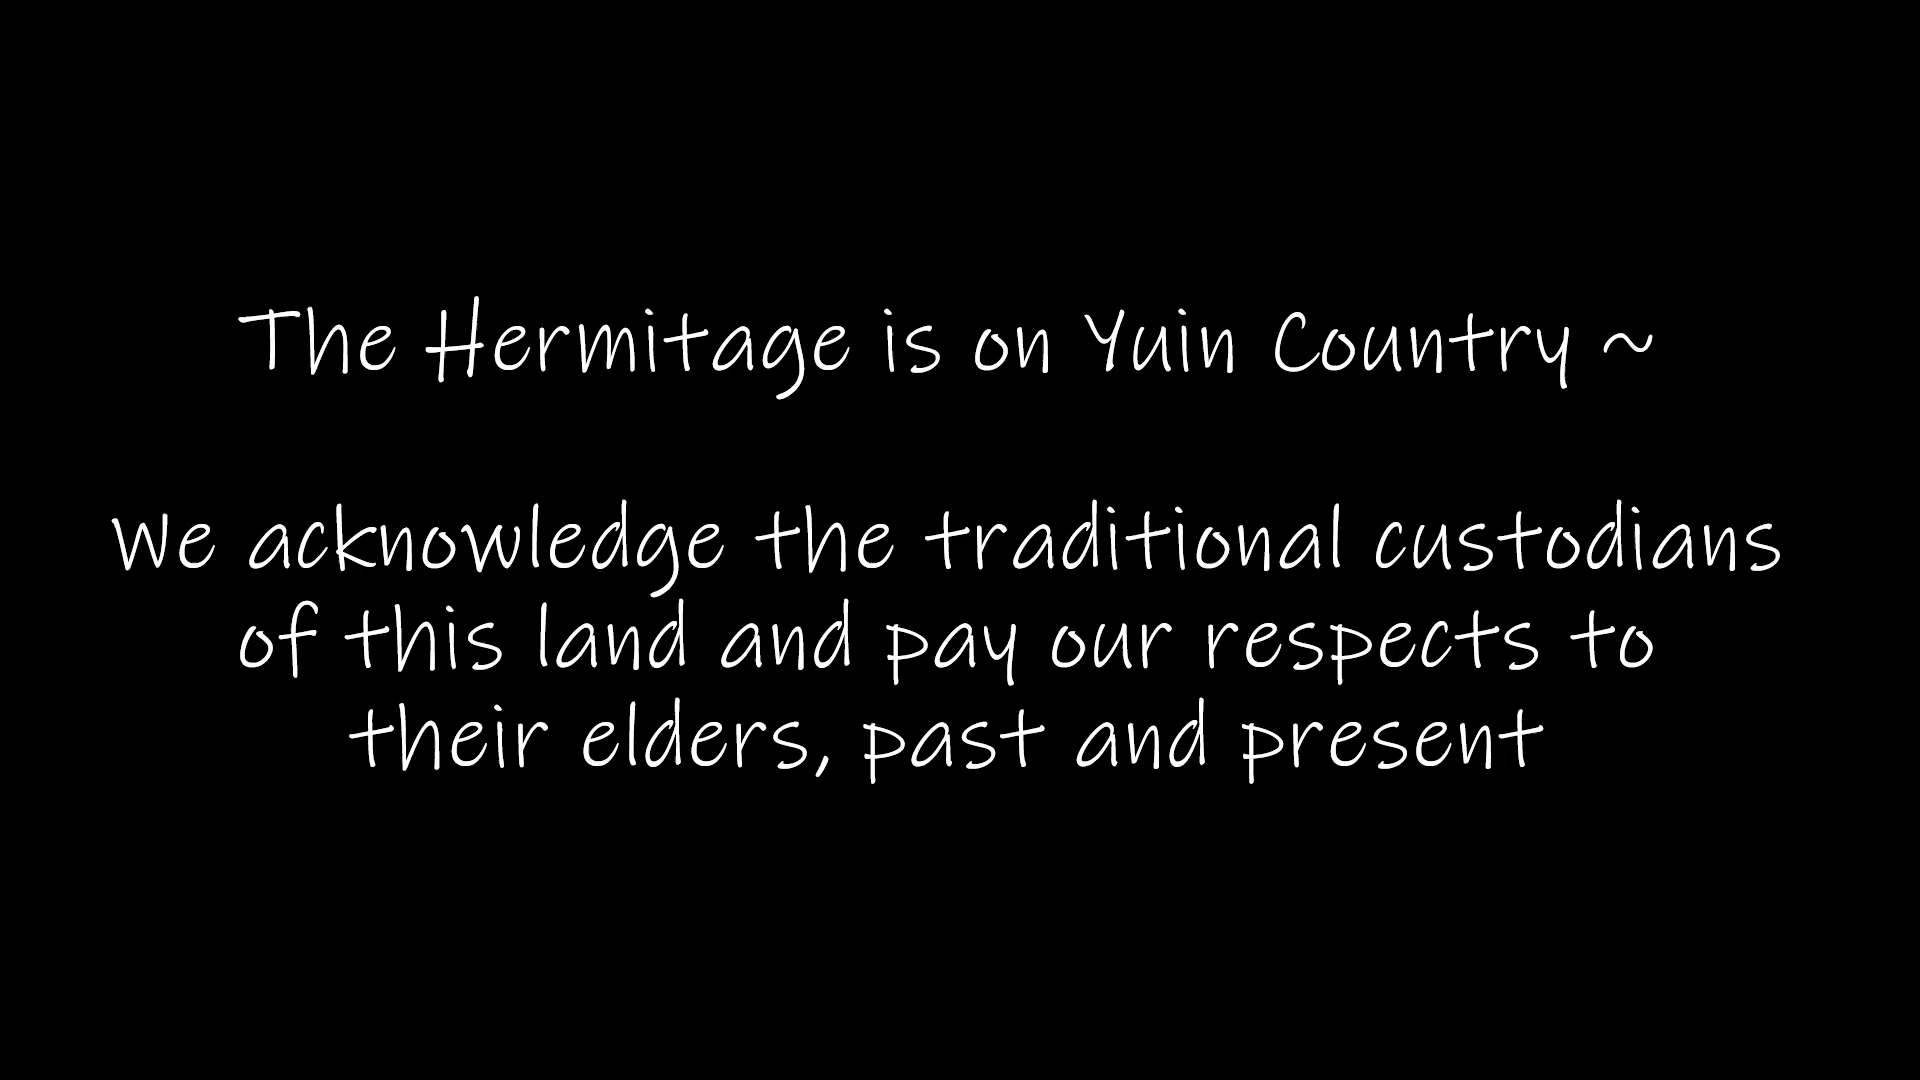 The Hermitage is on Yuin Country ~
We acknowledge the traditional custodians
of this land and pay our respects to
their elders, past and present